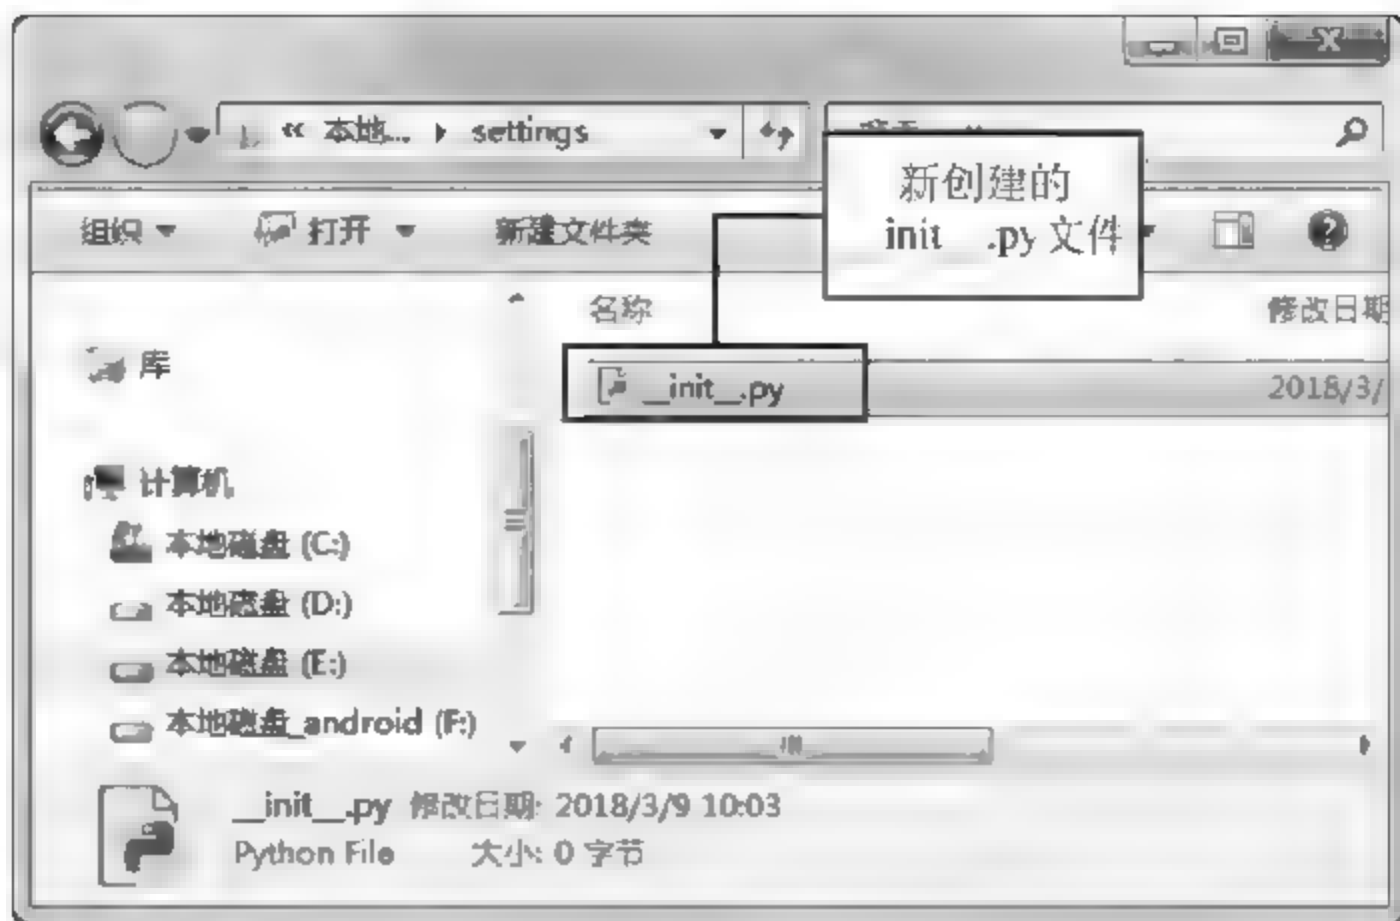 « 本地... ▸ settings
新创建的
init .py 文件
组织 打开 新建文件夹
名称 修改日期
库
__init__.py 2018/3/
计算机
本地磁盘 (C:)
本地磁盘 (D:)
本地磁盘 (E:)
本地磁盘_android (F:)
__init__.py 修改日期: 2018/3/9 10:03
Python File 大小: 0 字节